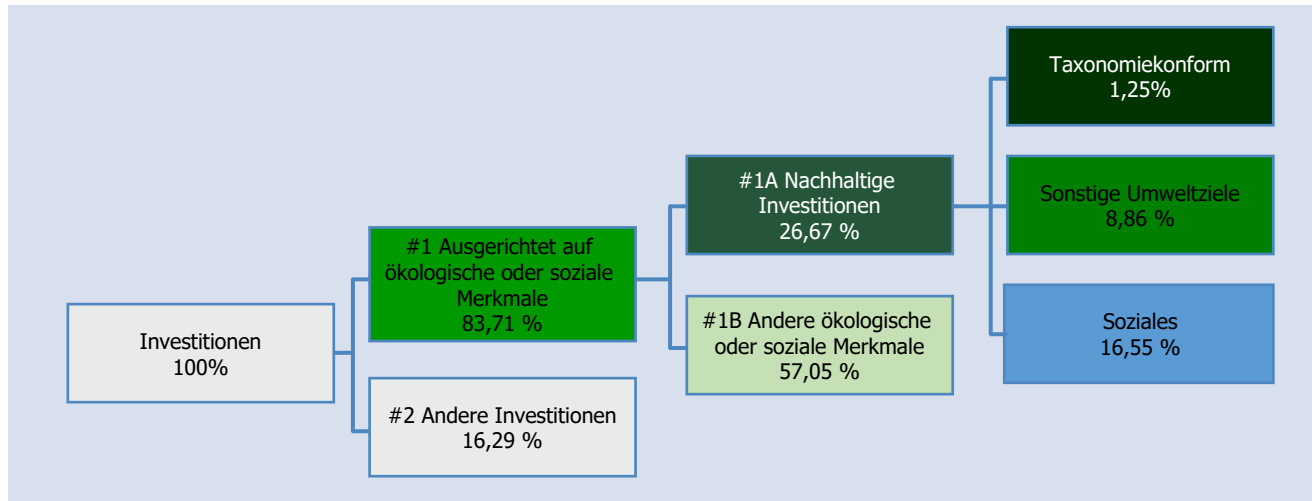 Investitionen
100%
#1 Ausgerichtet auf
ökologische oder soziale
Merkmale
83,71 %
#2 Andere Investitionen
16,29 %
#1A Nachhaltige
Investitionen
26,67 %
#1B Andere ökologische
oder soziale Merkmale
57,05 %
Taxonomiekonform
1,25%
Sonstige Umweltziele
8,86 %
Soziales
16,55 %